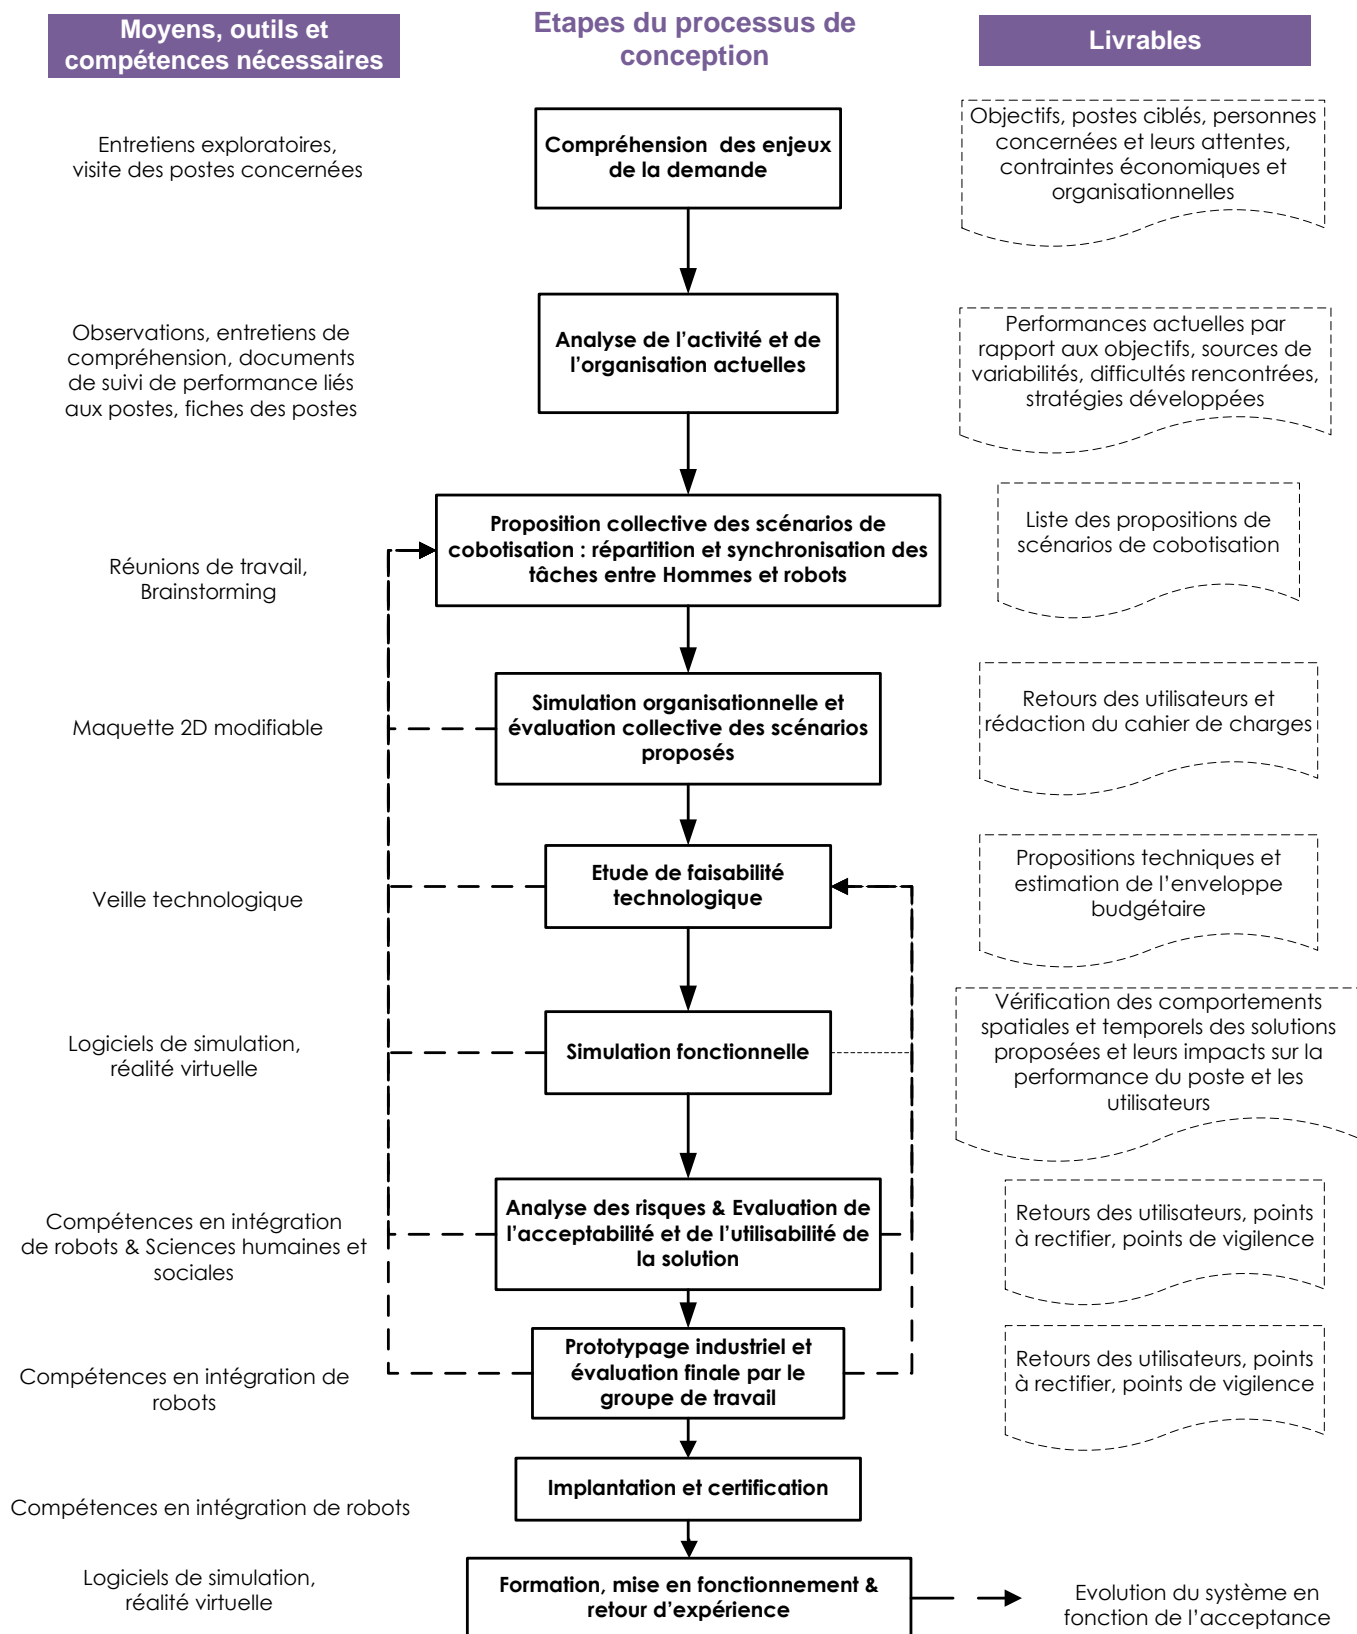 Moyens, outils et
compétences nécessaires
Etapes du processus de
conception
Livrables
Entretiens exploratoires,
visite des postes concernées
Compréhension des enjeux
de la demande
Objectifs, postes ciblés, personnes
concernées et leurs attentes,
contraintes économiques et
organisationnelles
Observations, entretiens de
compréhension, documents
de suivi de performance liés
aux postes, fiches des postes
Analyse de l'activité et de
l'organisation actuelles
Performances actuelles par
rapport aux objectifs, sources de
variabilités, difficultés rencontrées,
stratégies développées
Réunions de travail,
Brainstorming
Proposition collective des scénarios de
cobotisation : répartition et synchronisation des
tâches entre Hommes et robots
Liste des propositions de
scénarios de cobotisation
Maquette 2D modifiable
Simulation organisationnelle et
évaluation collective des scénarios
proposés
Retours des utilisateurs et
rédaction du cahier de charges
Veille technologique
Etude de faisabilité
technologique
Propositions techniques et
estimation de l'enveloppe
budgétaire
Logiciels de simulation,
réalité virtuelle
Simulation fonctionnelle
Vérification des comportements
spatiales et temporels des solutions
proposées et leurs impacts sur la
performance du poste et les
utilisateurs
Compétences en intégration
de robots & Sciences humaines et
sociales
Analyse des risques & Evaluation de
l'acceptabilité et de l'utilisabilité de
la solution
Retours des utilisateurs, points
à rectifier, points de vigilence
Compétences en intégration de
robots
Prototypage industriel et
évaluation finale par le
groupe de travail
Retours des utilisateurs, points
à rectifier, points de vigilence
Compétences en intégration de robots
Implantation et certification
Logiciels de simulation,
réalité virtuelle
Formation, mise en fonctionnement &
retour d'expérience
Evolution du système en
fonction de l'acceptance